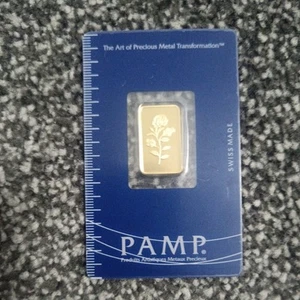 The Art of Precious Metal Transformation™
SWISS MADE
PAMP.
Produits Artistiques Métaux Précieux